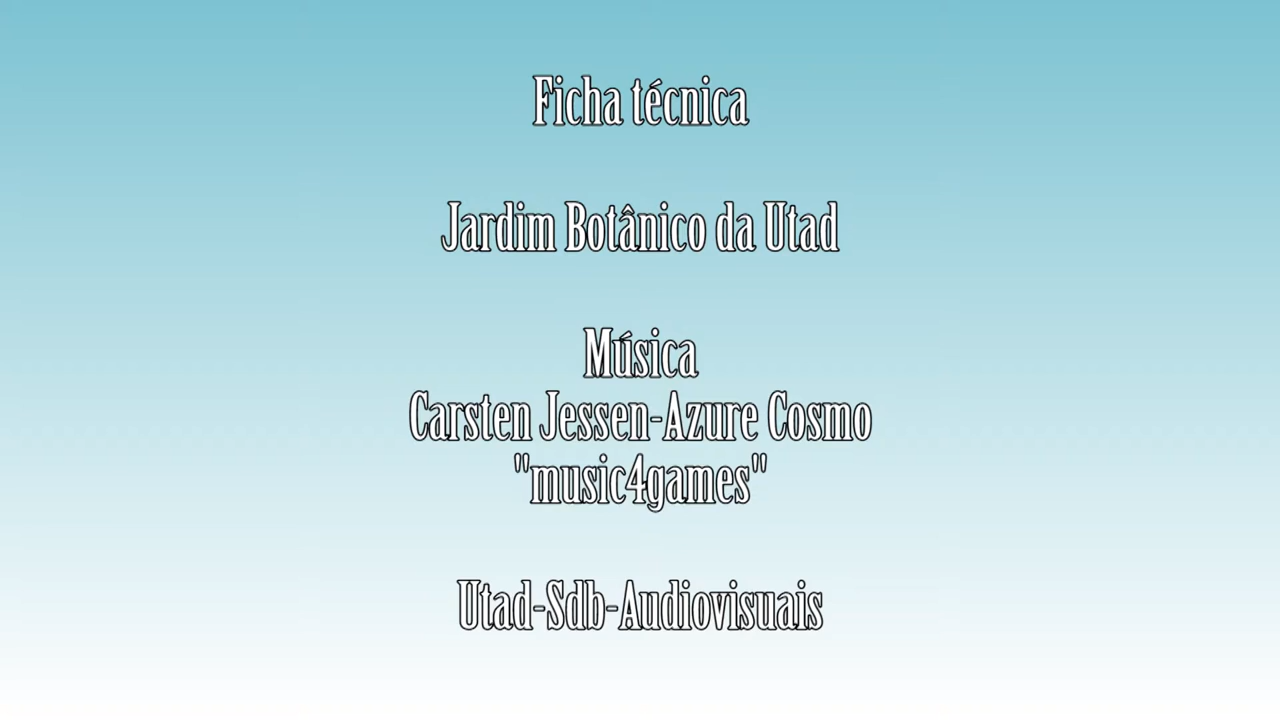 Ficha técnica
Jardim Botânico da Utad
Música
Carsten Jessen-Azure Cosmo
"music4games"
Utad-Sdb-Audiovisuais